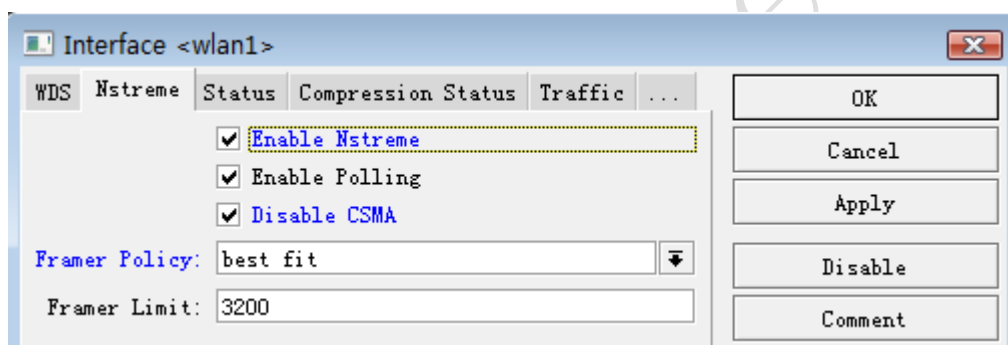 Interface <wlan1>
WDS Nstreme Status Compression Status Traffic ...
Enable Nstreme
Enable Polling
Disable CSMA
Framer Policy: best fit
Framer Limit: 3200
OK
Cancel
Apply
Disable
Comment